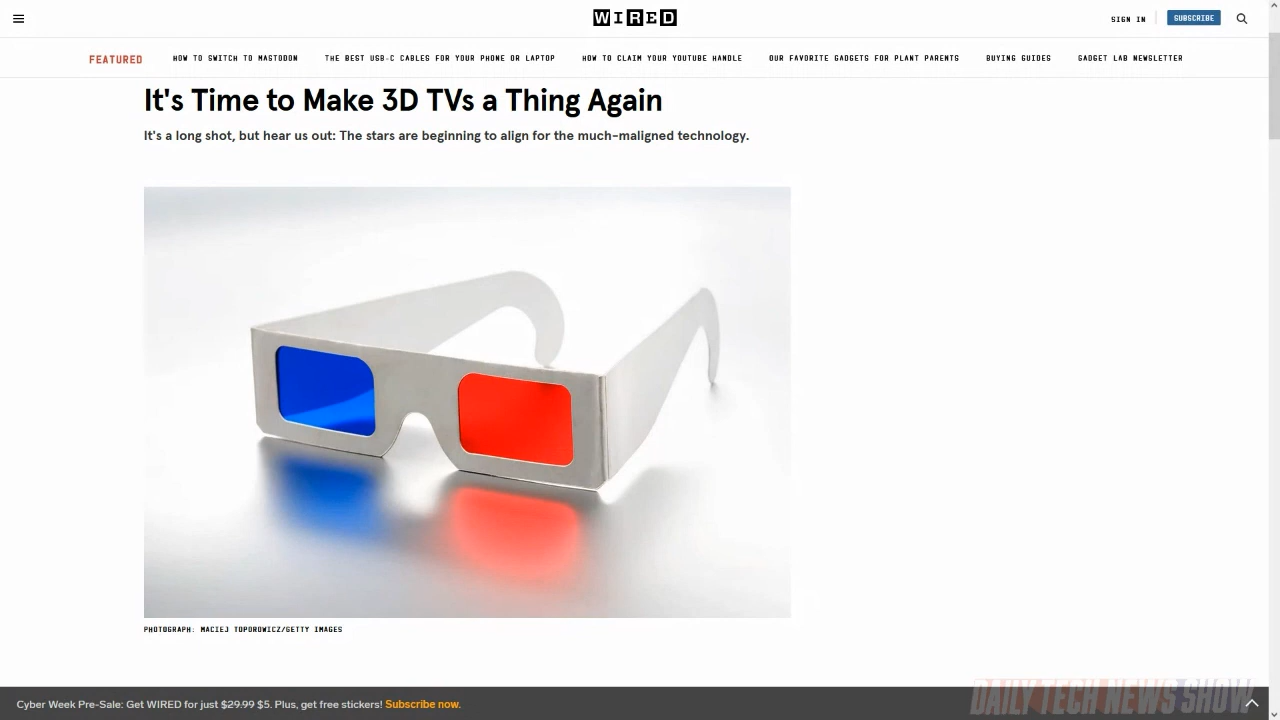 WIRED
SIGN IN
SUBSCRIBE
FEATURED
HOW TO SWITCH TO MASTODON
THE BEST USB-C CABLES FOR YOUR PHONE OR LAPTOP
HOW TO CLAIM YOUR YOUTUBE HANDLE
OUR FAVORITE GADGETS FOR PLANT PARENTS
BUYING GUIDES
GADGET LAB NEWSLETTER
It's Time to Make 3D TVs a Thing Again
It's a long shot, but hear us out: The stars are beginning to align for the much-maligned technology.
PHOTOGRAPH: MACIEJ TOPOROWICZ/GETTY IMAGES
Cyber Week Pre-Sale: Get WIRED for just $29.99 $5. Plus, get free stickers! Subscribe now.
DAILY TECH NEWS SHOW